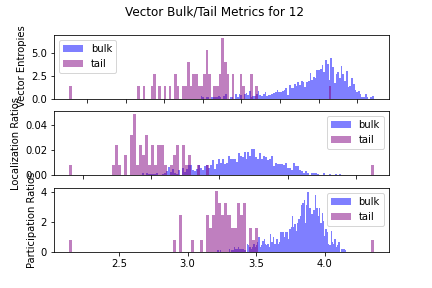 Vector Bulk/Tail Metrics for 12
Vector Entropies
5.0
2.5
0.0
bulk
tail
Localization Ratios
0.04
0.02
0.00
bulk
tail
Participation Ratios
4
2
0
bulk
tail
2.5 3.0 3.5 4.0